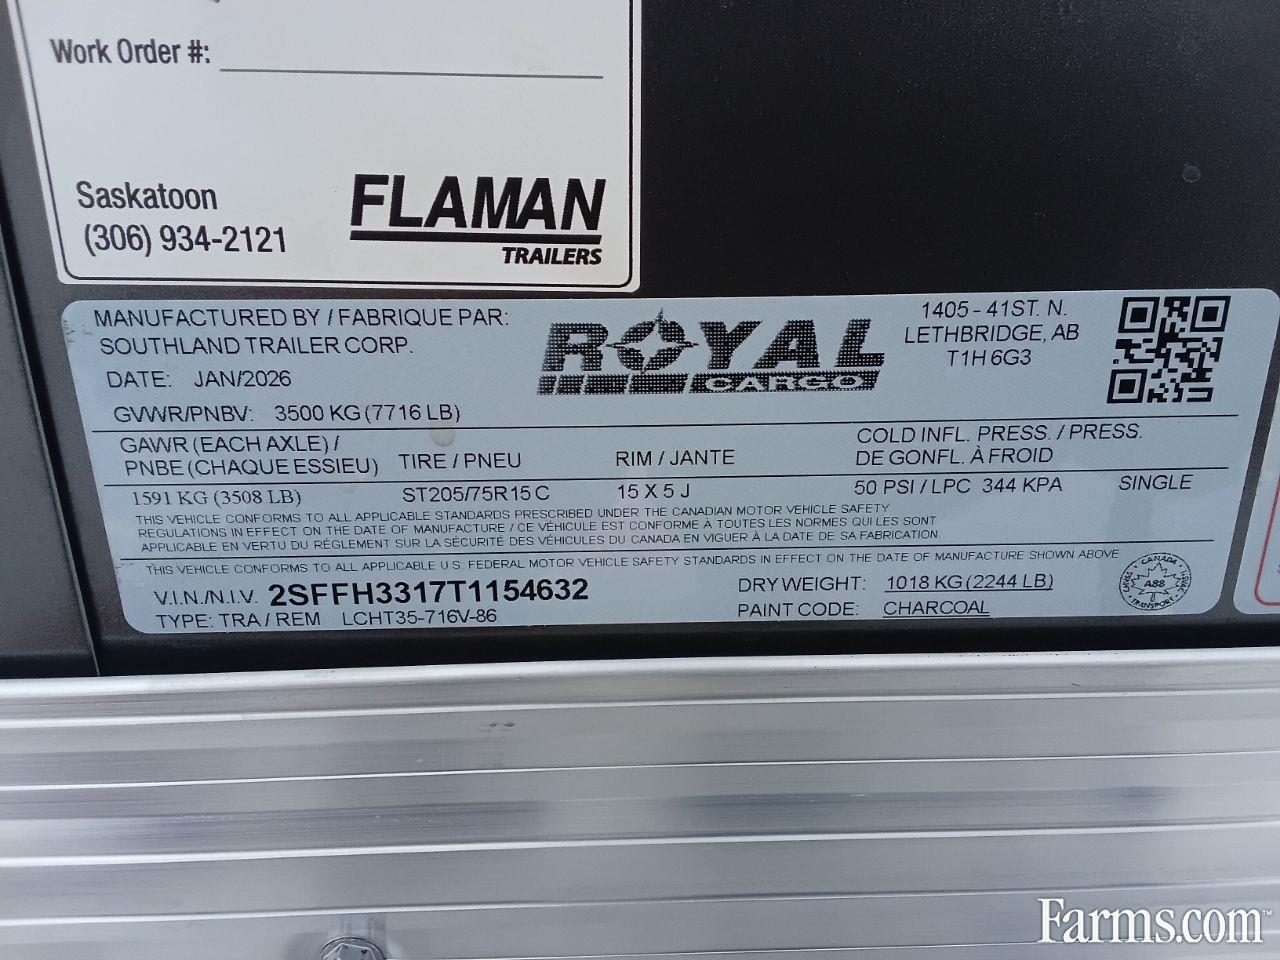 Work Order #:
Saskatoon
(306) 934-2121
FLAMAN
TRAILERS
MANUFACTURED BY / FABRIQUE PAR:
SOUTHLAND TRAILER CORP.
DATE: JAN/2026
GVWR/PNBV: 3500 KG (7716 LB)
ROYAL
CARGO
1405 - 41ST. N.
LETHBRIDGE, AB
T1H 6G3
GAWR (EACH AXLE) /
PNBE (CHAQUE ESSIEU) TIRE / PNEU RIM / JANTE
COLD INFL. PRESS. / PRESS.
DE GONFL. À FROID
1591 KG (3508 LB) ST205/75R15 C 15 X 5 J 50 PSI / LPC 344 KPA SINGLE
THIS VEHICLE CONFORMS TO ALL APPLICABLE STANDARDS PRESCRIBED UNDER THE CANADIAN MOTOR VEHICLE SAFETY
REGULATIONS IN EFFECT ON THE DATE OF MANUFACTURE / CE VÉHICULE EST CONFORME À TOUTES LES NORMES QUI LES SONT
APPLICABLE EN VERTU DU RÉGLEMENT SUR LA SÉCURITÉ DES VÉHICULES DU CANADA EN VIGUER À LA DATE DE SA FABRICATION.
THIS VEHICLE CONFORMS TO ALL APPLICABLE U.S. FEDERAL MOTOR VEHICLE SAFETY STANDARDS IN EFFECT ON THE DATE OF MANUFACTURE SHOWN ABOVE
V.I.N./N.I.V. 2SFFH3317T1154632
TYPE: TRA / REM LCHT35-716V-86
DRY WEIGHT: 1018 KG (2244 LB)
PAINT CODE: CHARCOAL
CANADA
A88
TRANSPORT
Farms.com™